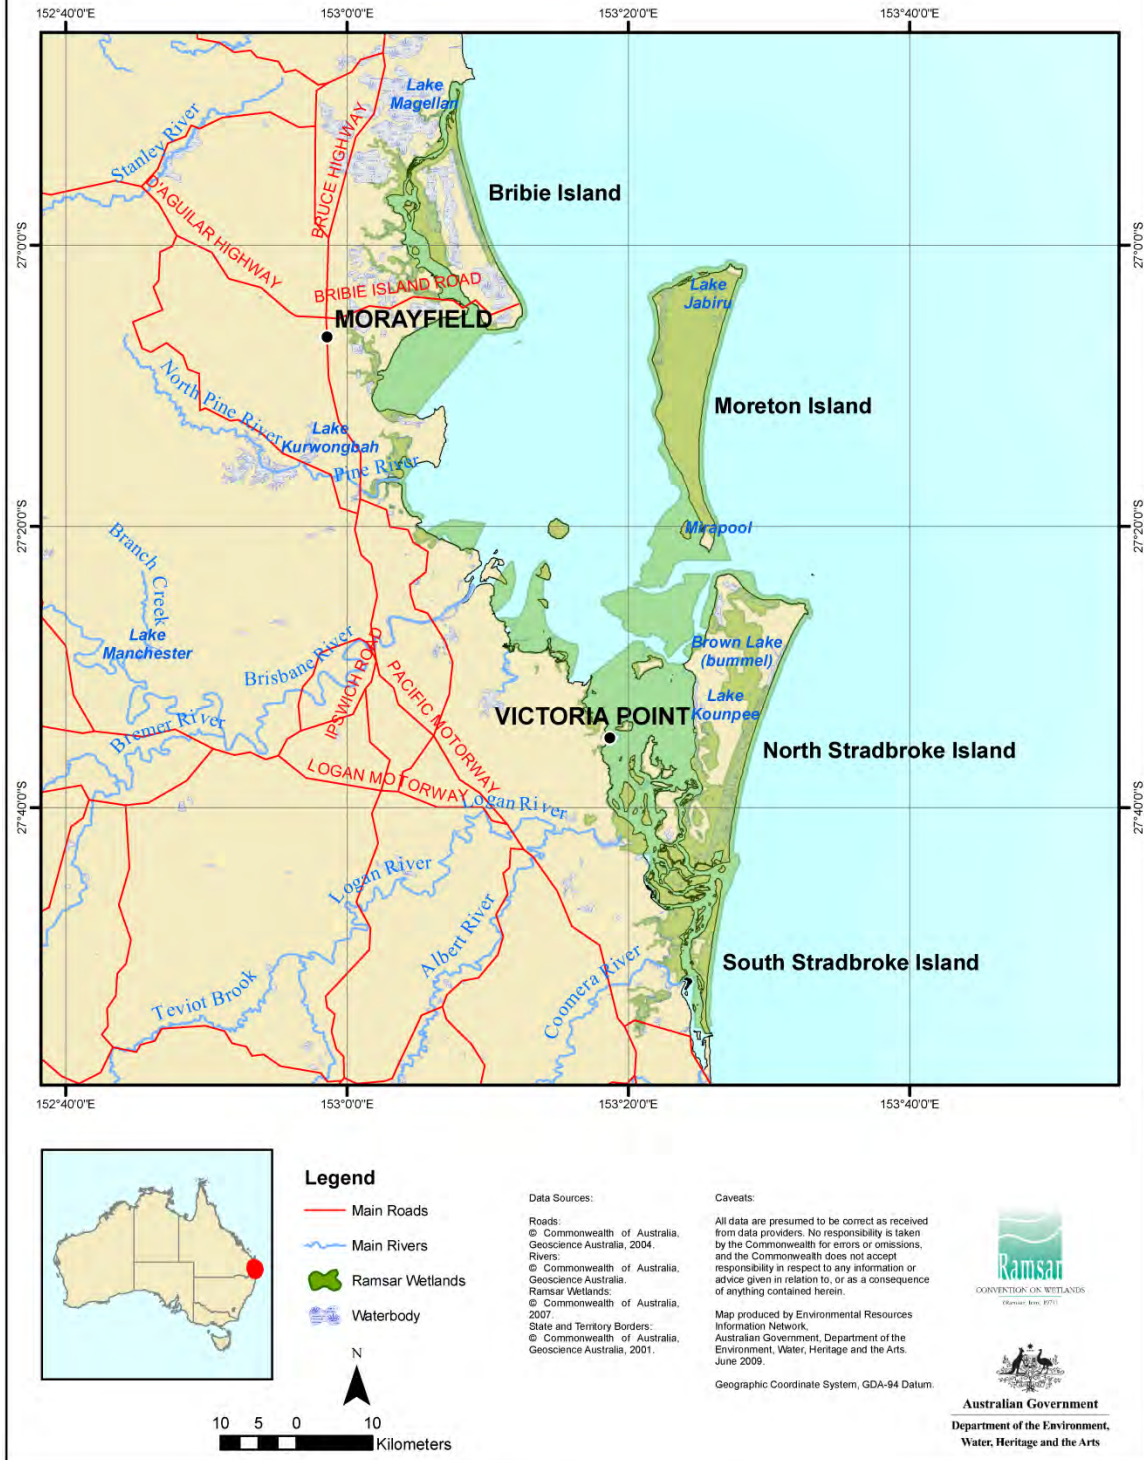 152°40'0"E
153°0'0"E
153°20'0"E
153°40'0"E
Lake
Magellan
Stanley River
BRUCE HIGHWAY
D'AGUILAR HIGHWAY
Bribie Island
27°0'0"S
27°0'0"S
BRIBIE ISLAND ROAD
Lake
Jabiru
MORAYFIELD
North Pine River
Moreton Island
Lake
Kurwongbah
Pine River
27°20'0"S
Mirapool
27°20'0"S
Branch Creek
Lake
Manchester
Brisbane River
IPSWICH ROAD
PACIFIC MOTORWAY
Brown Lake
(bummel)
Lake
Kounpee
Bremer River
VICTORIA POINT
North Stradbroke Island
LOGAN MOTORWAY
Logan River
27°40'0"S
27°40'0"S
Logan River
Albert River
South Stradbroke Island
Coomera River
Teviot Brook
152°40'0"E
153°0'0"E
153°20'0"E
153°40'0"E
Legend
Main Roads
Main Rivers
Ramsar Wetlands
Waterbody
N
10 5 0 10
Kilometers
Data Sources:
Roads:
© Commonwealth of Australia,
Geoscience Australia, 2004.
Rivers:
© Commonwealth of Australia,
Geoscience Australia.
Ramsar Wetlands:
© Commonwealth of Australia,
2007.
State and Territory Borders:
© Commonwealth of Australia,
Geoscience Australia, 2001.
Caveats:
All data are presumed to be correct as received
from data providers. No responsibility is taken
by the Commonwealth for errors or omissions,
and the Commonwealth does not accept
responsibility in respect to any information or
advice given in relation to, or as a consequence
of anything contained herein.
Map produced by Environmental Resources
Information Network,
Australian Government, Department of the
Environment, Water, Heritage and the Arts.
June 2009.
Geographic Coordinate System, GDA-94 Datum.
Ramsar
CONVENTION ON WETLANDS
(Ramsar, Iran, 1971)
Australian Government
Department of the Environment,
Water, Heritage and the Arts